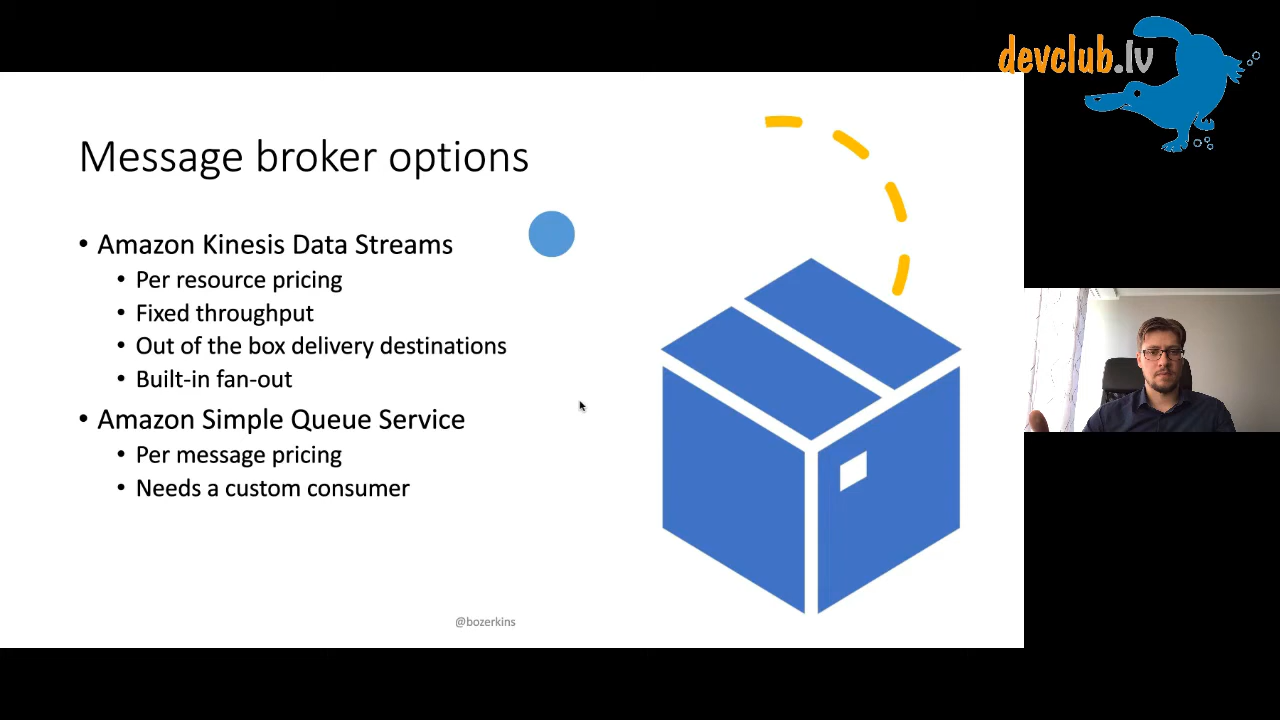 devclub.lv
Message broker options
• Amazon Kinesis Data Streams
• Per resource pricing
• Fixed throughput
• Out of the box delivery destinations
• Built-in fan-out
• Amazon Simple Queue Service
• Per message pricing
• Needs a custom consumer
@bozerkins